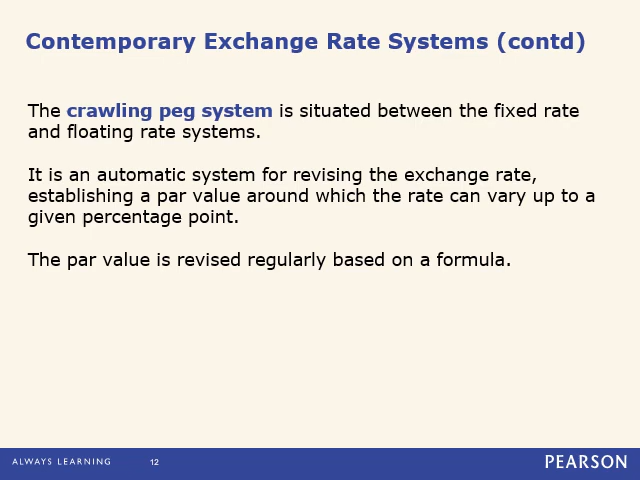 Contemporary Exchange Rate Systems (contd)
The crawling peg system is situated between the fixed rate
and floating rate systems.
It is an automatic system for revising the exchange rate,
establishing a par value around which the rate can vary up to a
given percentage point.
The par value is revised regularly based on a formula.
ALWAYS LEARNING
12
PEARSON